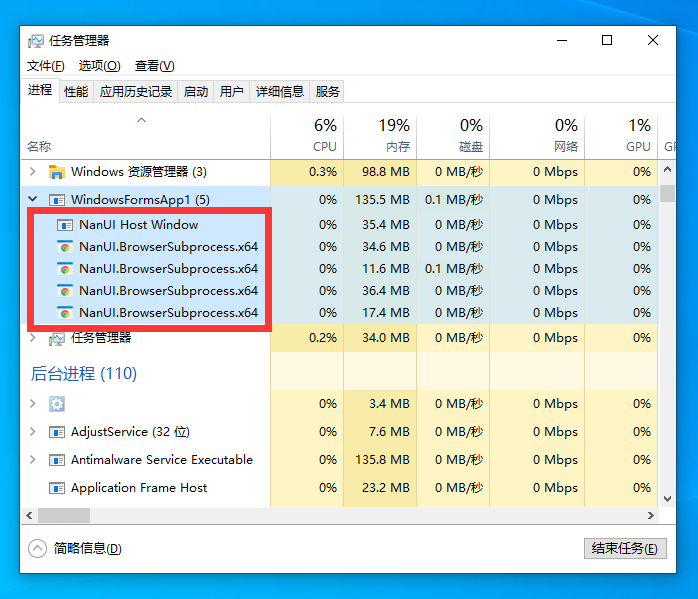 任务管理器
文件(F) 选项(O) 查看(V)
进程 性能 应用历史记录 启动 用户 详细信息 服务
6% 19% 0% 0% 1%
名称 CPU 内存 磁盘 网络 GPU GP
Windows 资源管理器 (3) 0.3% 98.8 MB 0 MB/秒 0 Mbps 0%
WindowsFormsApp1 (5) 0% 135.5 MB 0.1 MB/秒 0 Mbps 0%
NanUI Host Window 0% 35.4 MB 0 MB/秒 0 Mbps 0%
NanUI.BrowserSubprocess.x64 0% 34.6 MB 0 MB/秒 0 Mbps 0%
NanUI.BrowserSubprocess.x64 0% 11.6 MB 0.1 MB/秒 0 Mbps 0%
NanUI.BrowserSubprocess.x64 0% 36.4 MB 0 MB/秒 0 Mbps 0%
NanUI.BrowserSubprocess.x64 0% 17.4 MB 0 MB/秒 0 Mbps 0%
任务管理器 0.2% 34.0 MB 0 MB/秒 0 Mbps 0%
后台进程 (110)
0% 3.4 MB 0 MB/秒 0 Mbps 0%
AdjustService (32 位) 0% 7.6 MB 0 MB/秒 0 Mbps 0%
Antimalware Service Executable 0% 135.8 MB 0 MB/秒 0 Mbps 0%
Application Frame Host 0% 23.2 MB 0 MB/秒 0 Mbps 0%
简略信息(D) 结束任务(E)